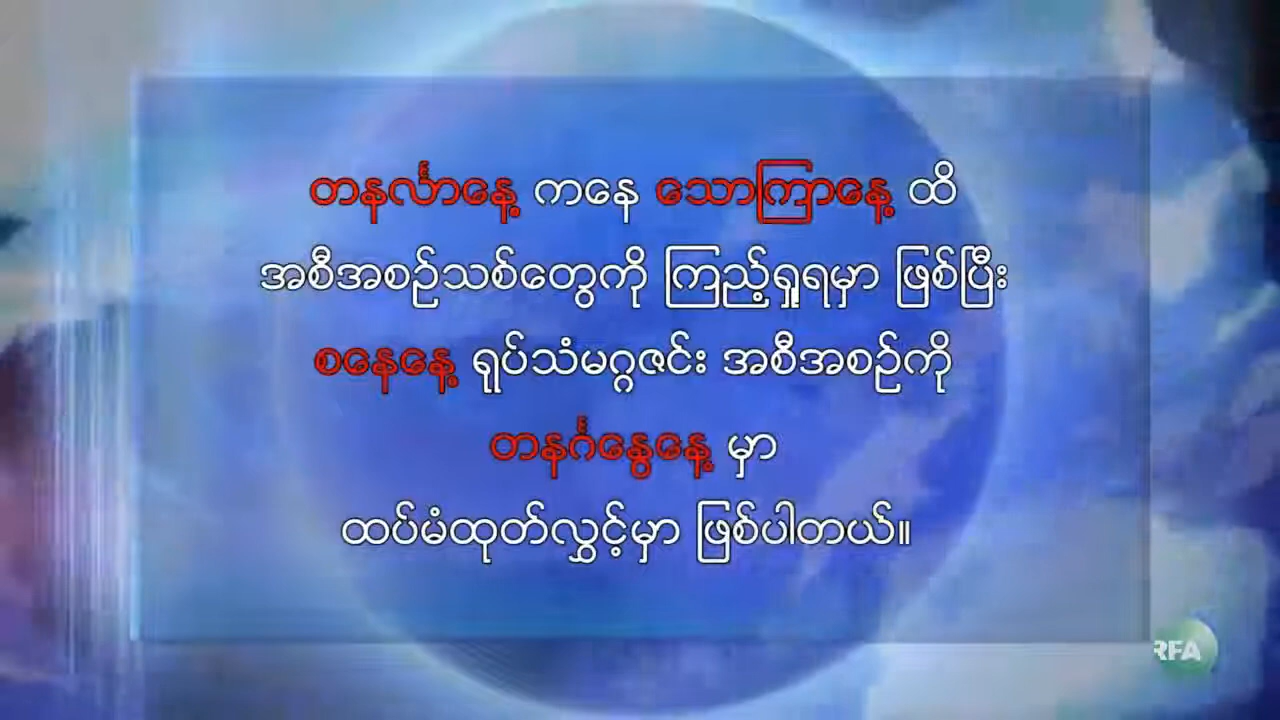 တနင်္လာနေ့ ကနေ သောကြာနေ့ ထိ
အစီအစဉ်သစ်တွေကို ကြည့်ရှုရမှာ ဖြစ်ပြီး
စနေနေ့ ရုပ်သံမဂ္ဂဇင်း အစီအစဉ်ကို
တနင်္ဂနွေနေ့ မှာ
ထပ်မံထုတ်လွှင့်မှာ ဖြစ်ပါတယ်။
RFA